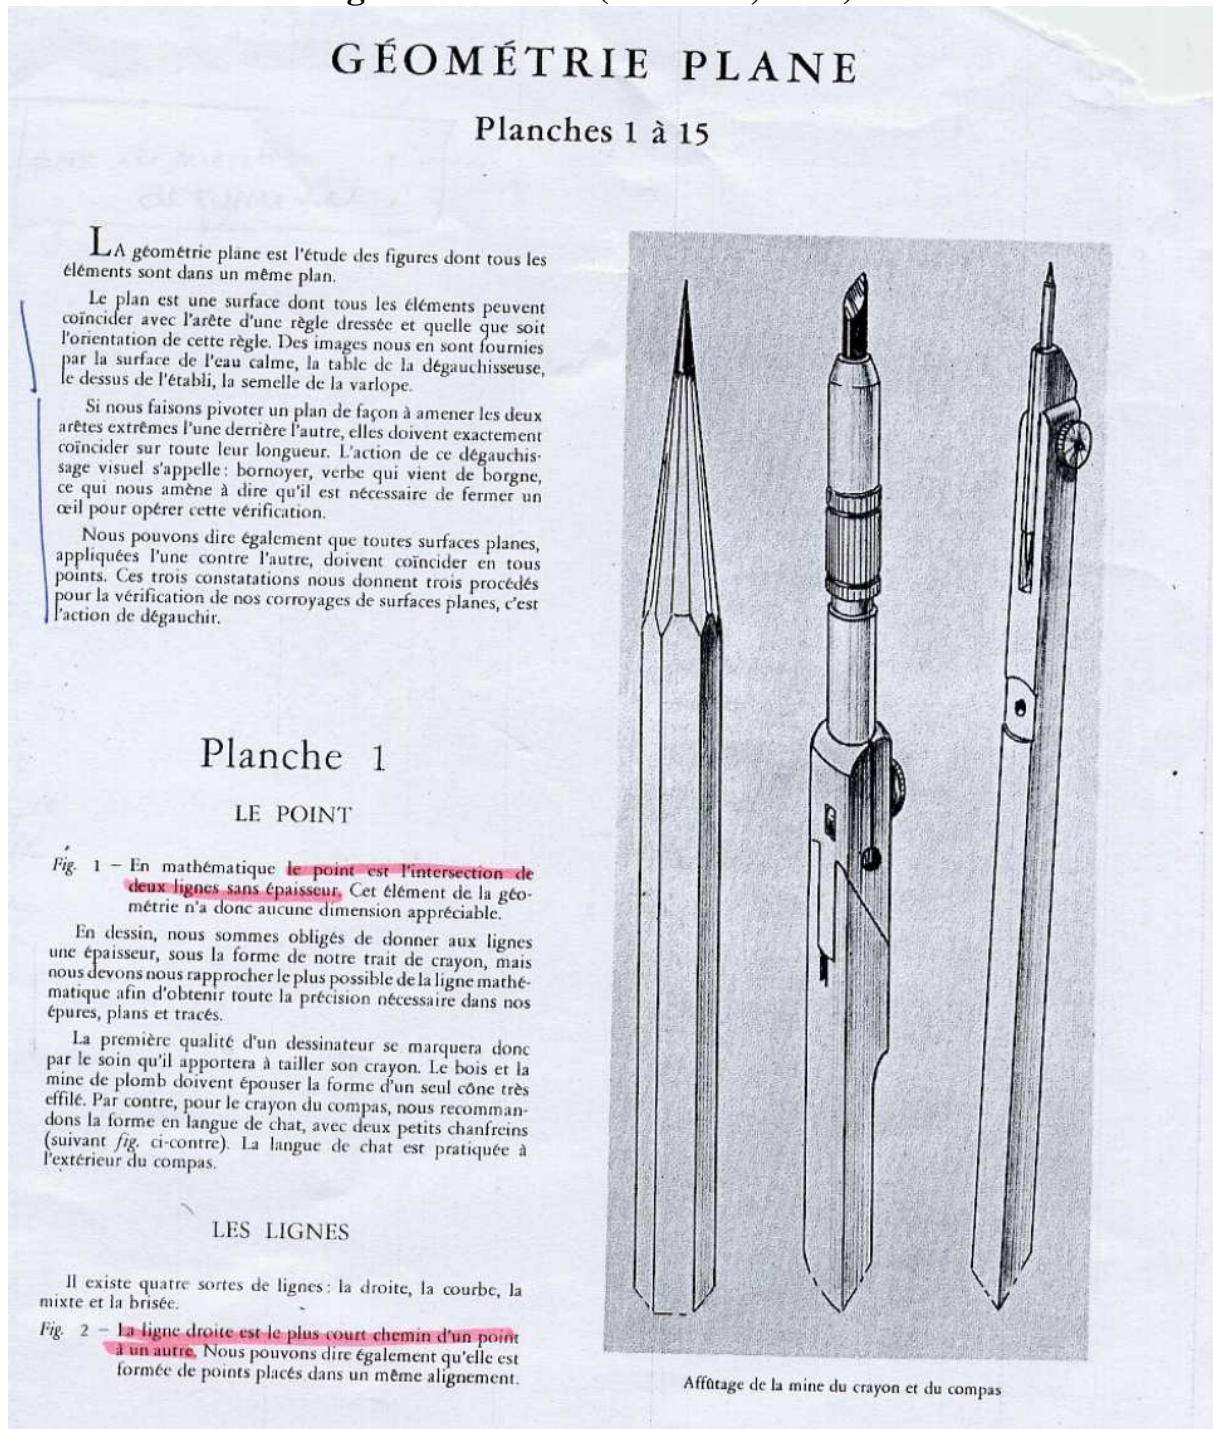 GÉOMÉTRIE PLANE
Planches 1 à 15
LA géométrie plane est l'étude des figures dont tous les
éléments sont dans un même plan.
Le plan est une surface dont tous les éléments peuvent
coïncider avec l'arête d'une règle dressée et quelle que soit
l'orientation de cette règle. Des images nous en sont fournies
par la surface de l'eau calme, la table de la dégauchisseuse,
le dessus de l'établi, la semelle de la varlope.
Si nous faisons pivoter un plan de façon à amener les deux
arêtes extrêmes l'une derrière l'autre, elles doivent exactement
coïncider sur toute leur longueur. L'action de ce dégauchis-
sage visuel s'appelle : bornoyer, verbe qui vient de borgne,
ce qui nous amène à dire qu'il est nécessaire de fermer un
œil pour opérer cette vérification.
Nous pouvons dire également que toutes surfaces planes,
appliquées l'une contre l'autre, doivent coïncider en tous
points. Ces trois constatations nous donnent trois procédés
pour la vérification de nos corroyages de surfaces planes, c'est
l'action de dégauchir.
Planche 1
LE POINT
Fig. 1 – En mathématique le point est l'intersection de
deux lignes sans épaisseur. Cet élément de la géo-
métrie n'a donc aucune dimension appréciable.
En dessin, nous sommes obligés de donner aux lignes
une épaisseur, sous la forme de notre trait de crayon, mais
nous devons nous rapprocher le plus possible de la ligne mathé-
matique afin d'obtenir toute la précision nécessaire dans nos
épures, plans et tracés.
La première qualité d'un dessinateur se marquera donc
par le soin qu'il apportera à tailler son crayon. Le bois et la
mine de plomb doivent épouser la forme d'un seul cône très
effilé. Par contre, pour le crayon du compas, nous recomman-
dons la forme en langue de chat, avec deux petits chanfreins
(suivant fig. ci-contre). La langue de chat est pratiquée à
l'extérieur du compas.
LES LIGNES
Il existe quatre sortes de lignes : la droite, la courbe, la
mixte et la brisée.
Fig. 2 – La ligne droite est le plus court chemin d'un point
à un autre. Nous pouvons dire également qu'elle est
formée de points placés dans un même alignement.
Affûtage de la mine du crayon et du compas